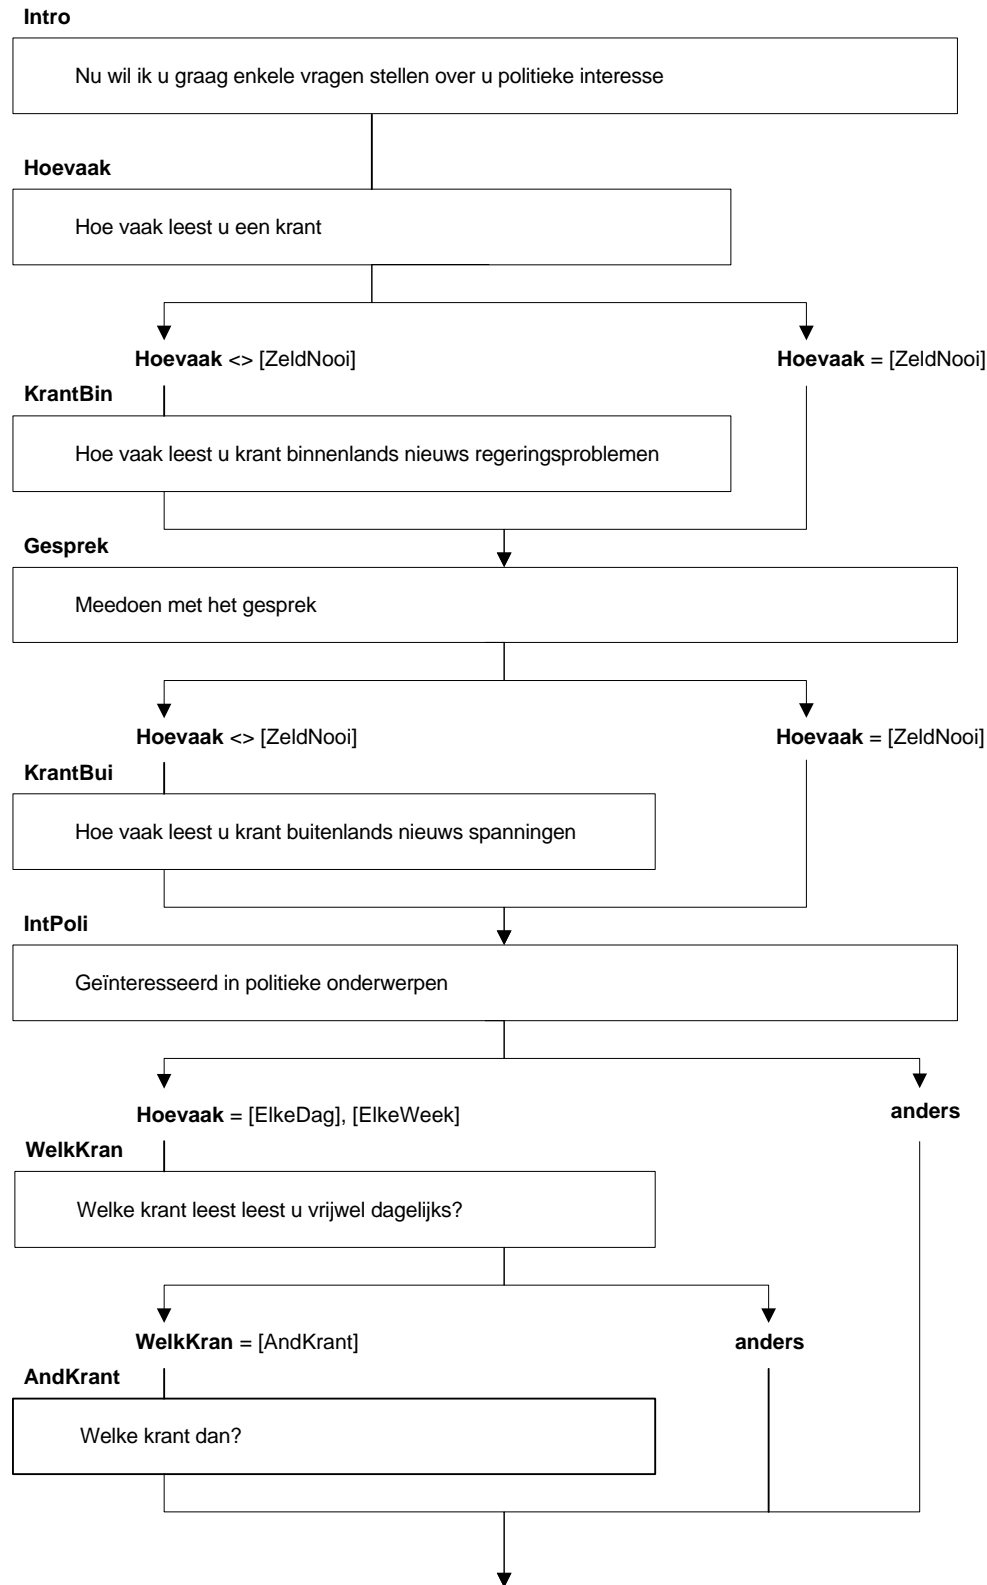 Intro
Nu wil ik u graag enkele vragen stellen over u politieke interesse
Hoevaak
Hoe vaak leest u een krant
Hoevaak <> [ZeldNooi]
Hoevaak = [ZeldNooi]
KrantBin
Hoe vaak leest u krant binnenlands nieuws regeringsproblemen
Gesprek
Meedoen met het gesprek
Hoevaak <> [ZeldNooi]
Hoevaak = [ZeldNooi]
KrantBui
Hoe vaak leest u krant buitenlands nieuws spanningen
IntPoli
Geïnteresseerd in politieke onderwerpen
Hoevaak = [ElkeDag], [ElkeWeek]
anders
WelkKran
Welke krant leest leest u vrijwel dagelijks?
WelkKran = [AndKrant]
anders
AndKrant
Welke krant dan?